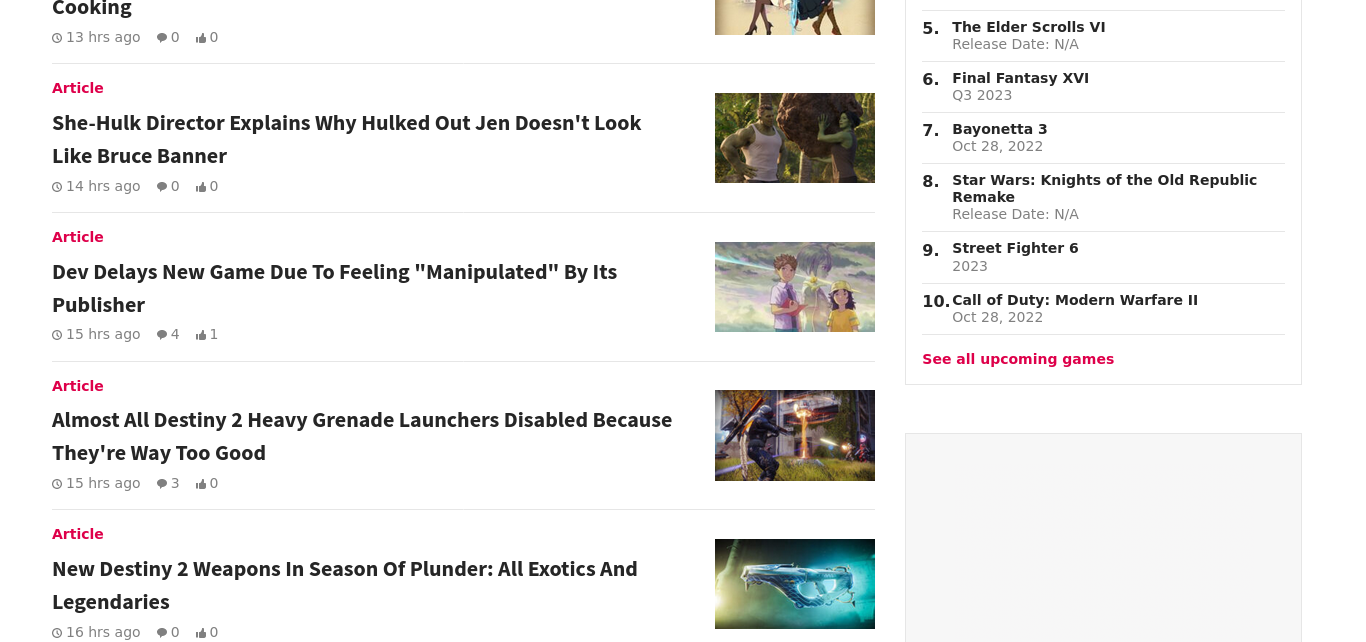 Cooking
13 hrs ago 0 0
Article
She-Hulk Director Explains Why Hulked Out Jen Doesn't Look
Like Bruce Banner
14 hrs ago 0 0
Article
Dev Delays New Game Due To Feeling "Manipulated" By Its
Publisher
15 hrs ago 4 1
Article
Almost All Destiny 2 Heavy Grenade Launchers Disabled Because
They're Way Too Good
15 hrs ago 3 0
Article
New Destiny 2 Weapons In Season Of Plunder: All Exotics And
Legendaries
16 hrs ago 0 0
5. The Elder Scrolls VI
Release Date: N/A
6. Final Fantasy XVI
Q3 2023
7. Bayonetta 3
Oct 28, 2022
8. Star Wars: Knights of the Old Republic
Remake
Release Date: N/A
9. Street Fighter 6
2023
10. Call of Duty: Modern Warfare II
Oct 28, 2022
See all upcoming games